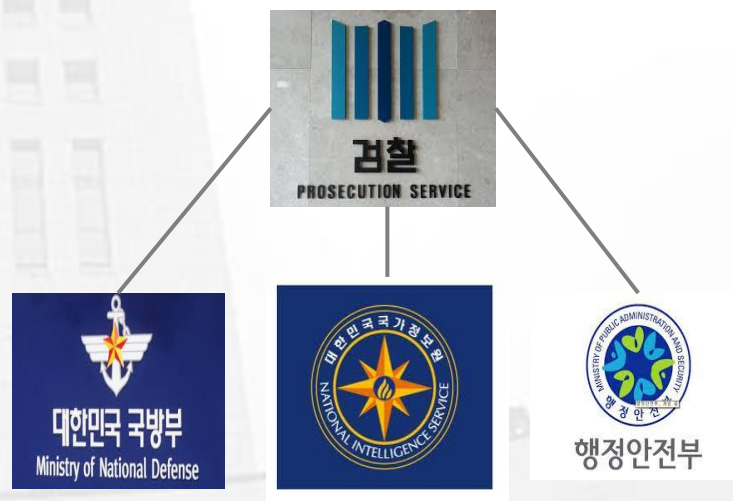 검찰
PROSECUTION SERVICE
대한민국 국방부
Ministry of National Defense
대한민국국가정보원
NATIONAL INTELLIGENCE SERVICE
MINISTRY OF PUBLIC ADMINISTRATION AND SECURITY
행정안전부
행정안전부